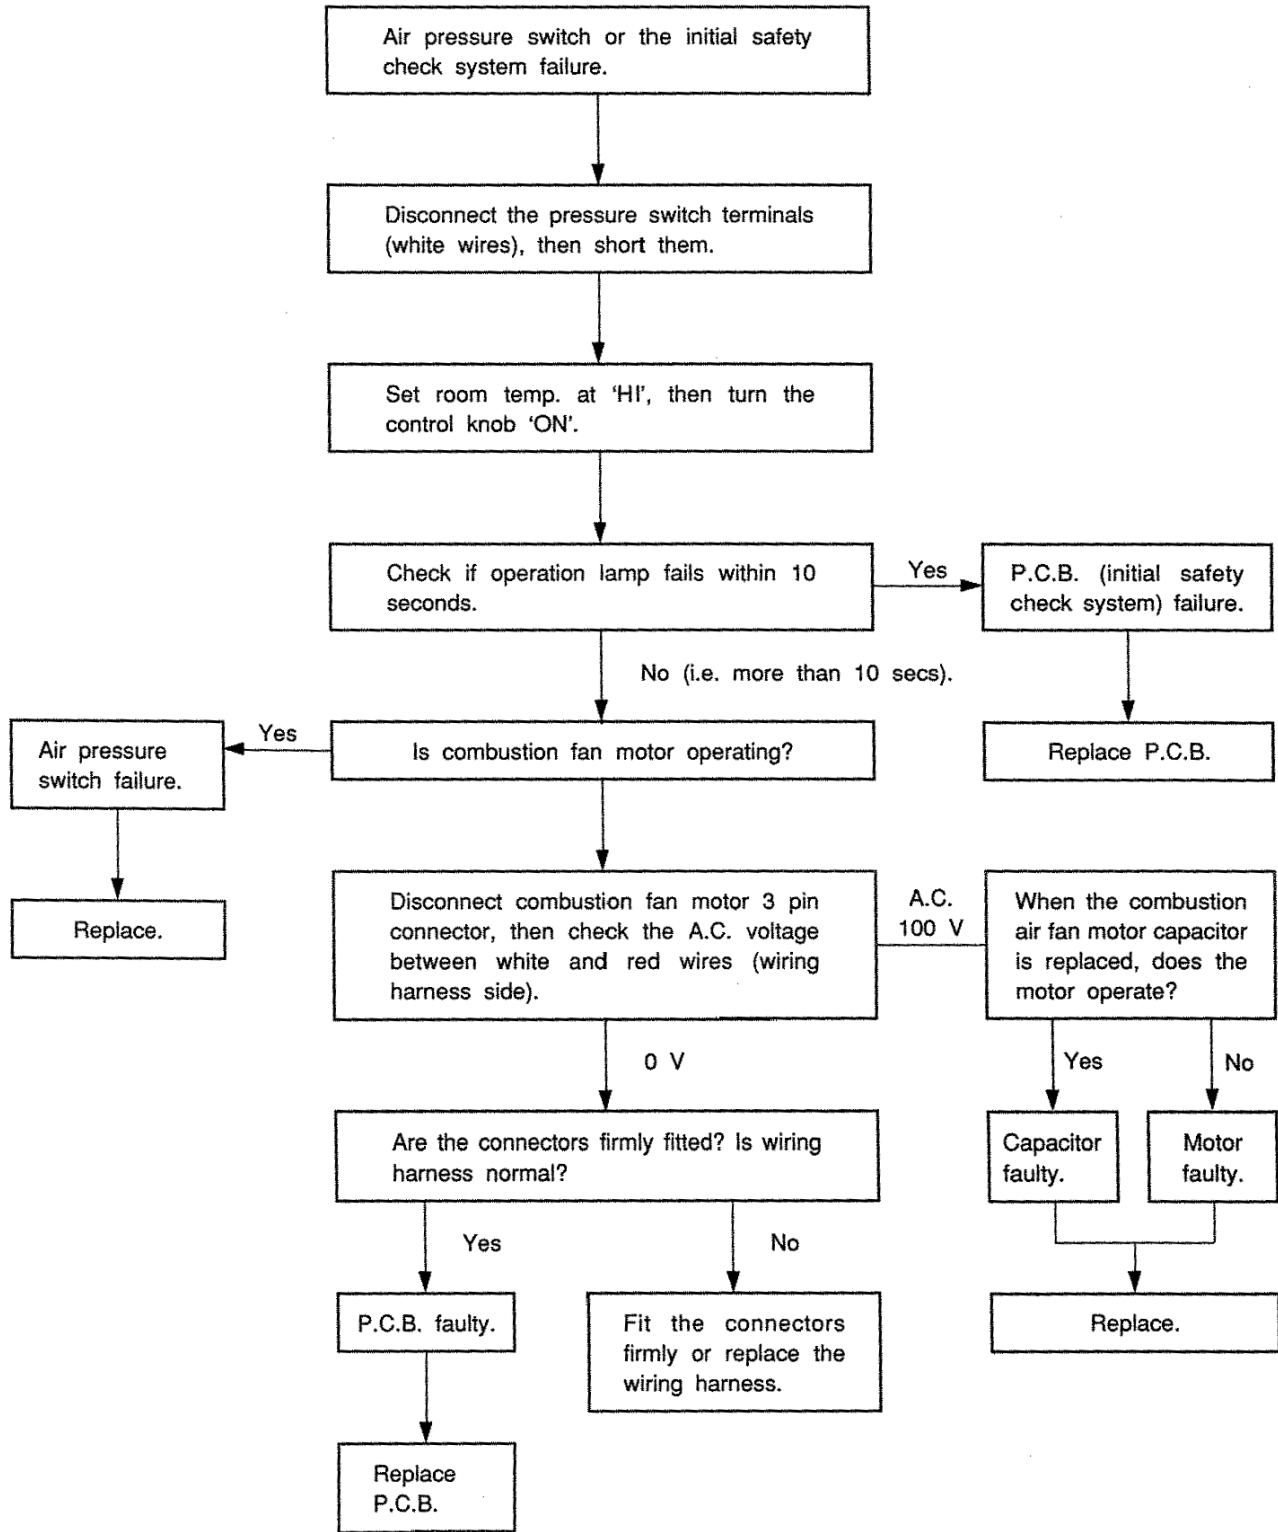 Air pressure switch or the initial safety
check system failure.
Disconnect the pressure switch terminals
(white wires), then short them.
Set room temp. at ‘HI’, then turn the
control knob ‘ON’.
Check if operation lamp fails within 10
seconds.
Yes
P.C.B. (initial safety
check system) failure.
No (i.e. more than 10 secs).
Replace P.C.B.
Is combustion fan motor operating?
Yes
Air pressure
switch failure.
Replace.
Disconnect combustion fan motor 3 pin
connector, then check the A.C. voltage
between white and red wires (wiring
harness side).
A.C.
100 V
When the combustion
air fan motor capacitor
is replaced, does the
motor operate?
0 V
Yes
No
Are the connectors firmly fitted? Is wiring
harness normal?
Capacitor
faulty.
Motor
faulty.
Yes
No
Replace.
P.C.B. faulty.
Fit the connectors
firmly or replace the
wiring harness.
Replace
P.C.B.